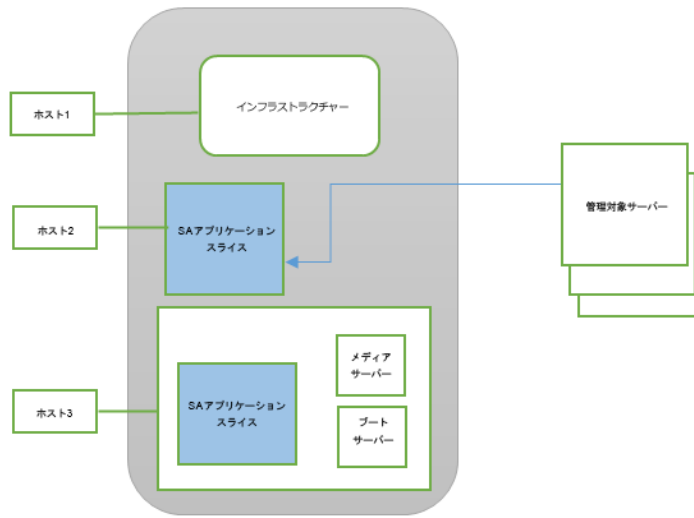 インフラストラクチャー
ホスト1
管理対象サーバー
ホスト2
SAアプリケーション
スライス
メディア
サーバー
ホスト3
SAアプリケーション
スライス
ブート
サーバー